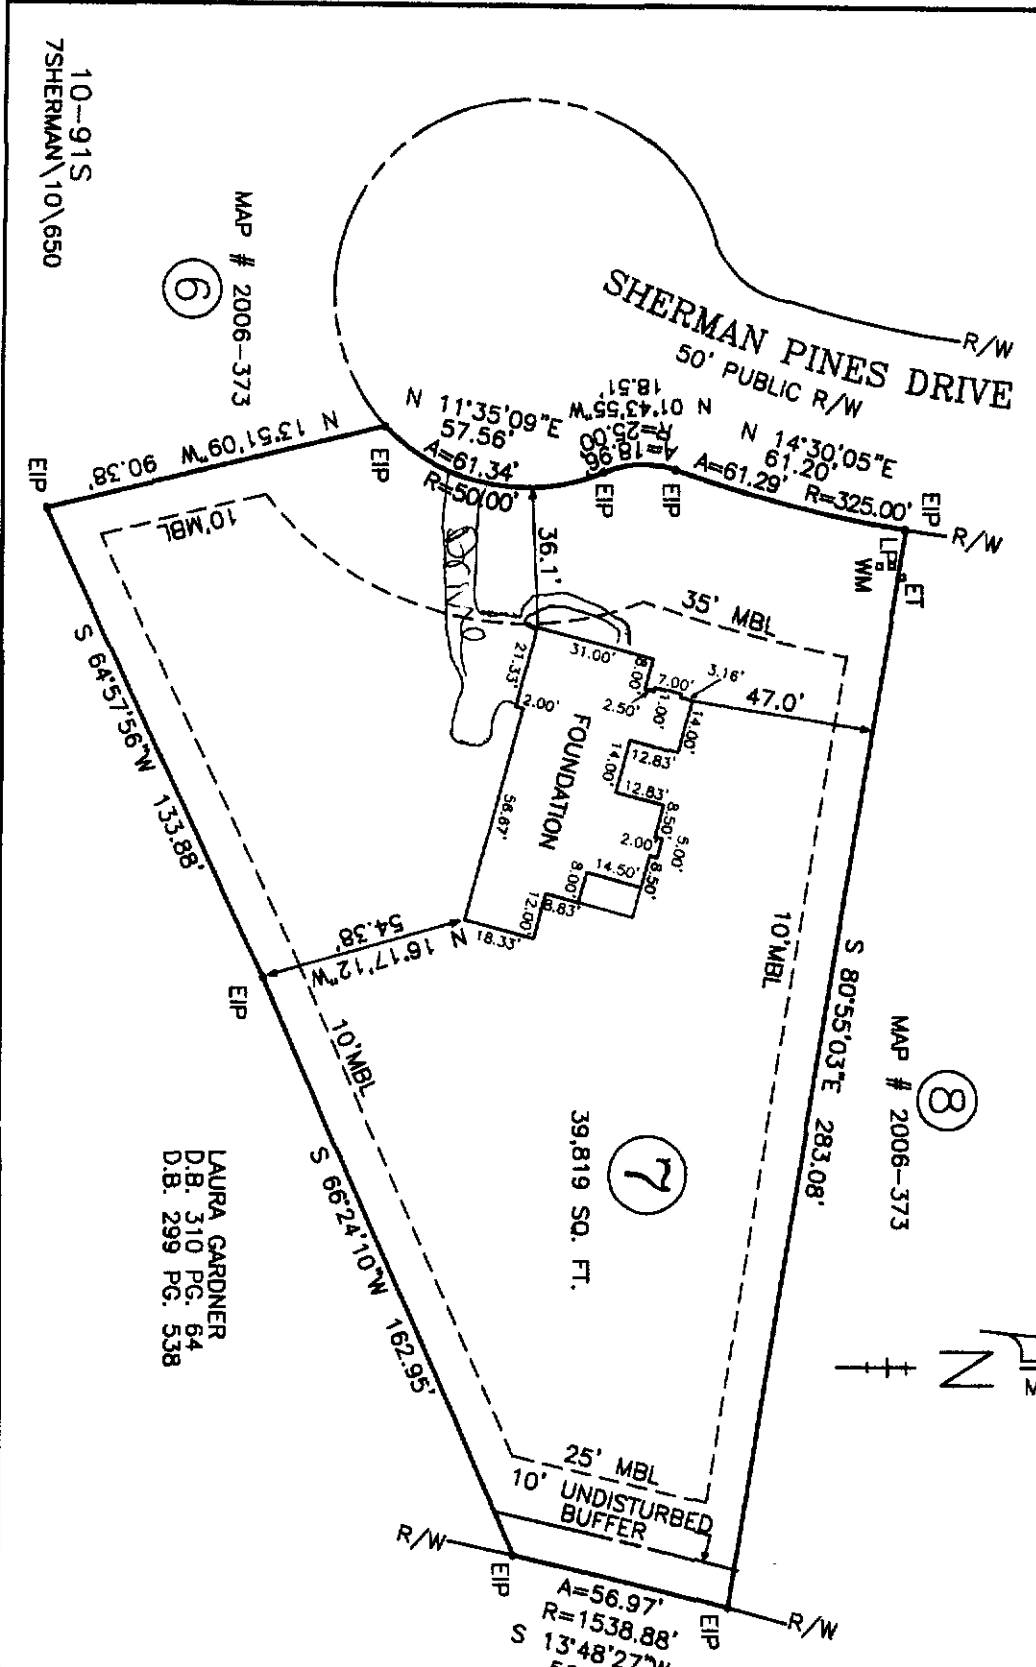 10-91S
7SHERMAN\10\650
MAP # 2006-373
6
SHERMAN PINES DRIVE
50' PUBLIC R/W
R/W
R/W
N 14°30'05"E
61.20'
A=61.29' R=325.00'
N 01°43'55"W
18.51'
R=25.00
A=18.96'
N 11°35'09"E
57.56'
A=61.34'
R=50.00'
N 13°51'09"W
90.38'
EIP
EIP
EIP
EIP
EIP
LP
WM
ET
10'MBL
36.1'
35' MBL
31.00'
8.00'
7.00'
3.16'
2.50'
1.00'
14.00'
47.0'
21.33'
2.00'
FOUNDATION
12.83'
14.00'
12.83'
8.50'
5.00'
2.00'
8.50'
14.50'
8.00'
8.83'
12.00'
18.33'
56.67'
54.38'
N 16°17'12"W
S 64°57'56"W 133.88'
EIP
10'MBL
10'MBL
S 80°55'03"E 283.08'
8
MAP # 2006-373
7
39,819 SQ. FT.
S 66°24'10"W 162.95'
LAURA GARDNER
D.B. 310 PG. 64
D.B. 299 PG. 538
N
25' MBL
10' UNDISTURBED
BUFFER
R/W
EIP
EIP
R/W
A=56.97'
R=1538.88'
S 13°48'27"W